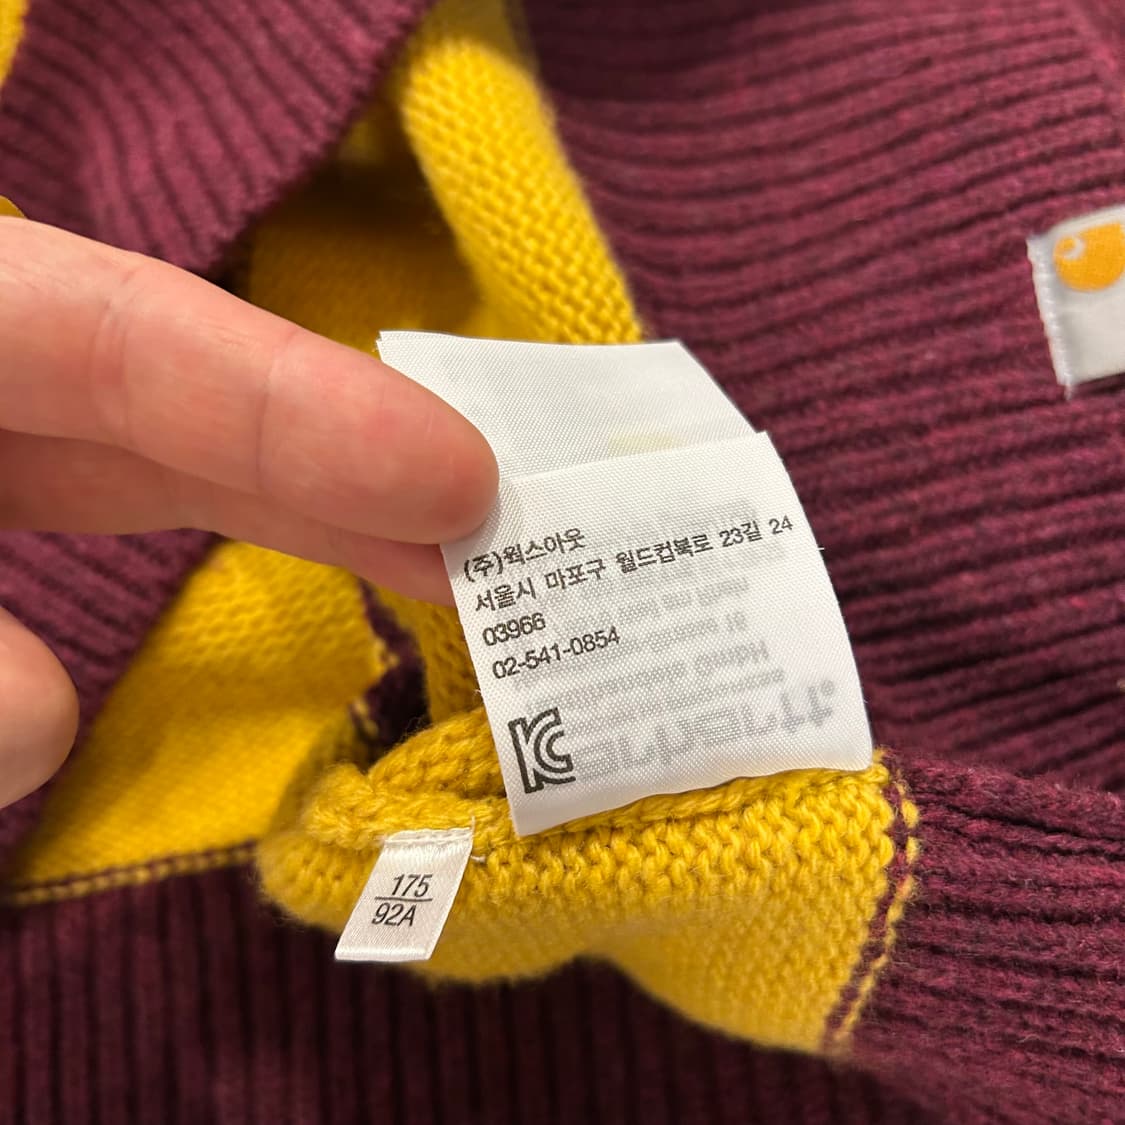 (주)웍스아웃
서울시 마포구 월드컵북로 23길 24
03966
02-541-0854
175
92A